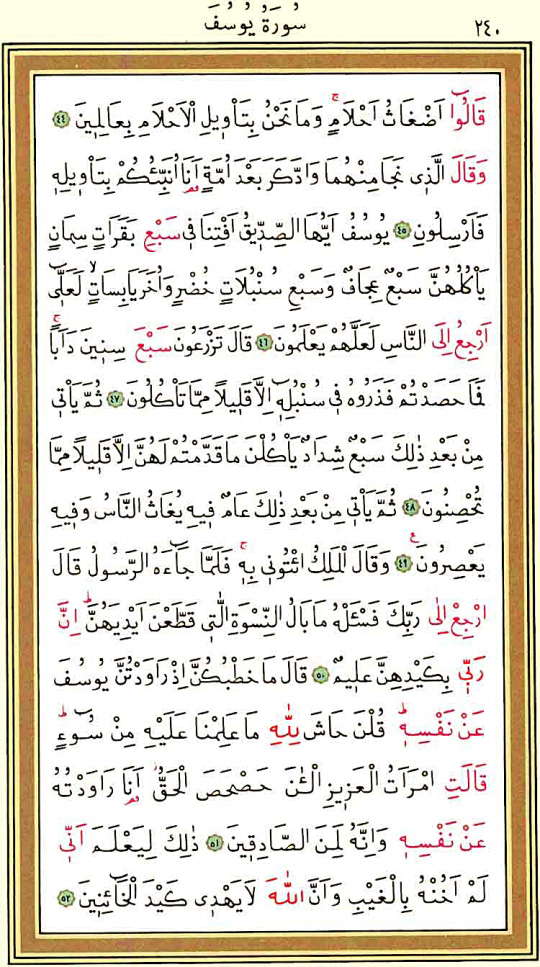 ٢٤٠
سُورَةُ يُوسُفَ
قَالُٓوا اَضْغَاثُ اَحْلَامٍۚ وَمَا نَحْنُ بِتَأْو۪يلِ الْاَحْلَامِ بِعَالِم۪ينَ ﴿٤٤﴾
وَقَالَ الَّذ۪ي نَجَا مِنْهُمَا وَادَّكَرَ بَعْدَ اُمَّةٍ اَنَا۬ اُنَبِّئُكُمْ بِتَأْو۪يلِه۪
فَاَرْسِلُونِ ﴿٤٥﴾ يُوسُفُ اَيُّهَا الصِّدّ۪يقُ اَفْتِنَا ف۪ي سَبْعِ بَقَرَاتٍ سِمَانٍ
يَأْكُلُهُنَّ سَبْعٌ عِجَافٌ وَسَبْعِ سُنْبُلَاتٍ خُضْرٍ وَاُخَرَ يَابِسَاتٍۙ لَعَلّ۪ٓي
اَرْجِعُ اِلَى النَّاسِ لَعَلَّهُمْ يَعْلَمُونَ ﴿٤٦﴾ قَالَ تَزْرَعُونَ سَبْعَ سِن۪ينَ دَاَباًۚ
فَمَا حَصَدْتُمْ فَذَرُوهُ ف۪ي سُنْبُلِه۪ٓ اِلَّا قَل۪يلاً مِمَّا تَأْكُلُونَ ﴿٤٧﴾ ثُمَّ يَأْت۪ي
مِنْ بَعْدِ ذٰلِكَ سَبْعٌ شِدَادٌ يَأْكُلْنَ مَا قَدَّمْتُمْ لَهُنَّ اِلَّا قَل۪يلاً مِمَّا
تُحْصِنُونَ ﴿٤٨﴾ ثُمَّ يَأْت۪ي مِنْ بَعْدِ ذٰلِكَ عَامٌ ف۪يهِ يُغَاثُ النَّاسُ وَف۪يهِ
يَعْصِرُونَ۟ ﴿٤٩﴾ وَقَالَ الْمَلِكُ ائْتُون۪ي بِه۪ۚ فَلَمَّا جَٓاءَهُ الرَّسُولُ قَالَ
ارْجِعْ اِلٰى رَبِّكَ فَسْـَٔلْهُ مَا بَالُ النِّسْوَةِ الّٰت۪ي قَطَّعْنَ اَيْدِيَهُنَّۜ اِنَّ
رَبّ۪ي بِكَيْدِهِنَّ عَل۪يمٌ ﴿٥٠﴾ قَالَ مَا خَطْبُكُنَّ اِذْ رَاوَدْتُنَّ يُوسُفَ
عَنْ نَفْسِه۪ۜ قُلْنَ حَاشَ لِلّٰهِ مَا عَلِمْنَا عَلَيْهِ مِنْ سُٓوءٍۜ
قَالَتِ امْرَاَتُ الْعَز۪يزِ الْـٰٔنَ حَصْحَصَ الْحَقُّۘ اَنَا۬ رَاوَدْتُهُ
عَنْ نَفْسِه۪ وَاِنَّهُ لَمِنَ الصَّادِق۪ينَ ﴿٥١﴾ ذٰلِكَ لِيَعْلَمَ اَنّ۪ي
لَمْ اَخُنْهُ بِالْغَيْبِ وَاَنَّ اللّٰهَ لَا يَهْد۪ي كَيْدَ الْخَٓائِن۪ينَ ﴿٥٢﴾